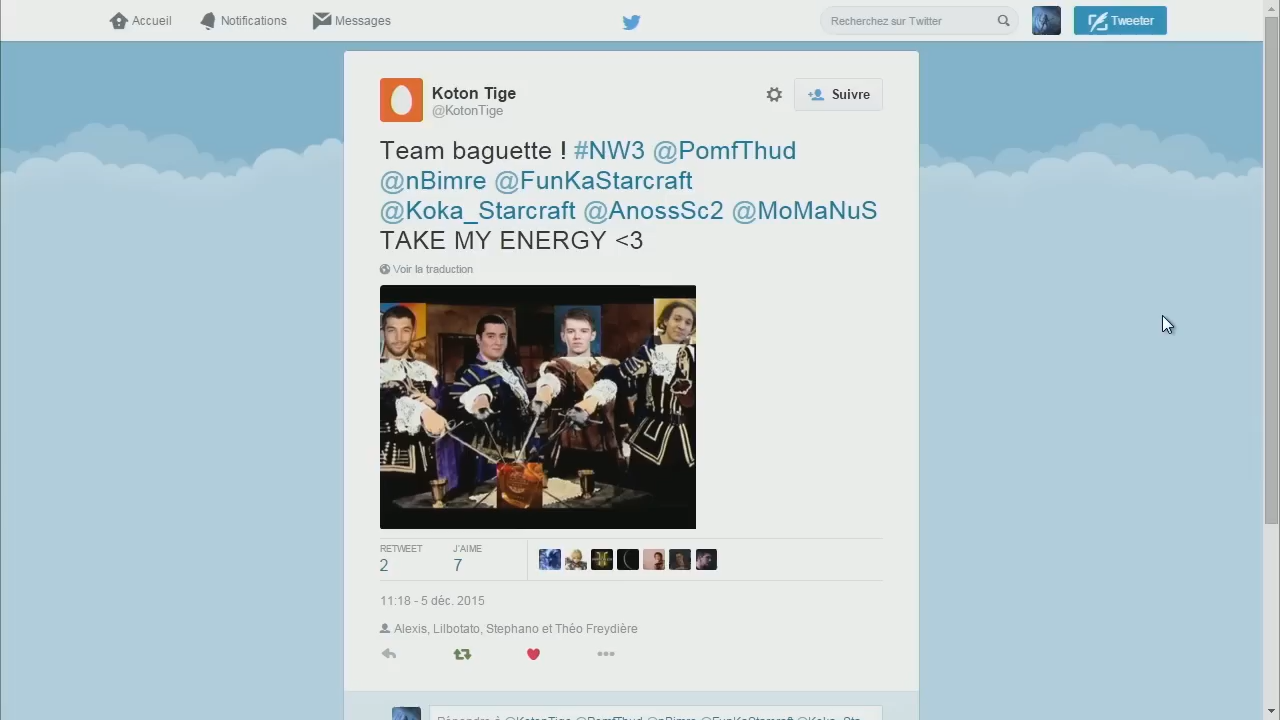 Accueil Notifications Messages Recherchez sur Twitter Tweeter
Koton Tige
@KotonTige
Suivre
Team baguette ! #NW3 @PomfThud
@nBimre @FunKaStarcraft
@Koka_Starcraft @AnossSc2 @MoMaNuS
TAKE MY ENERGY <3
Voir la traduction
RETWEET J'AIME
2 7
11:18 - 5 déc. 2015
Alexis, Lilbotato, Stephano et Théo Freydière
Répondre à @KotonTige @PomfThud @nBimre @FunKaStarcraft @Koka_Sta